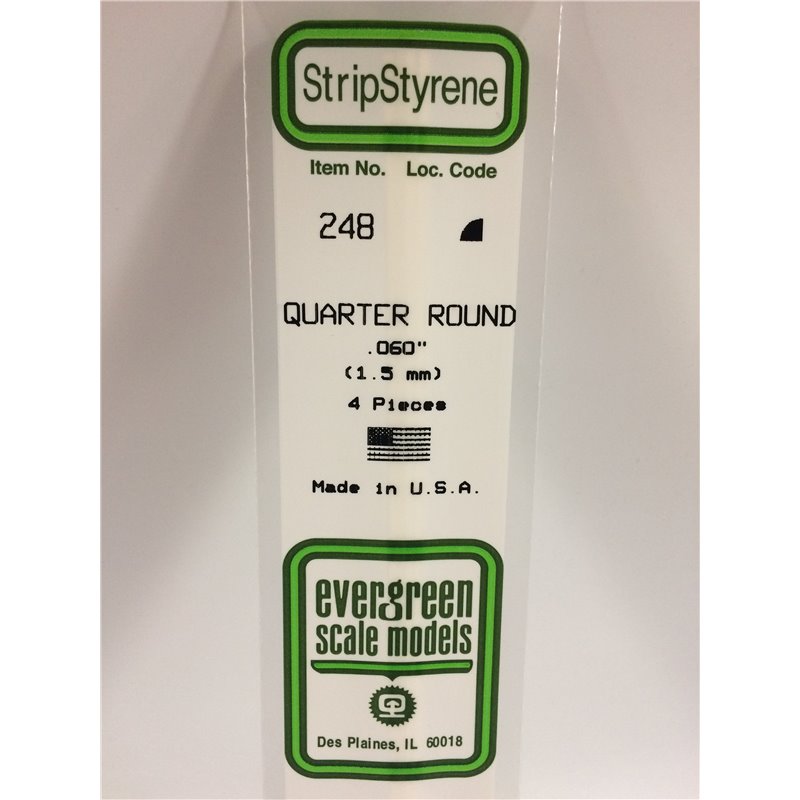 StripStyrene
Item No. Loc. Code
248
QUARTER ROUND
.060"
(1.5 mm)
4 Pieces
Made in U.S.A.
evergreen
scale models
Des Plaines, IL 60018